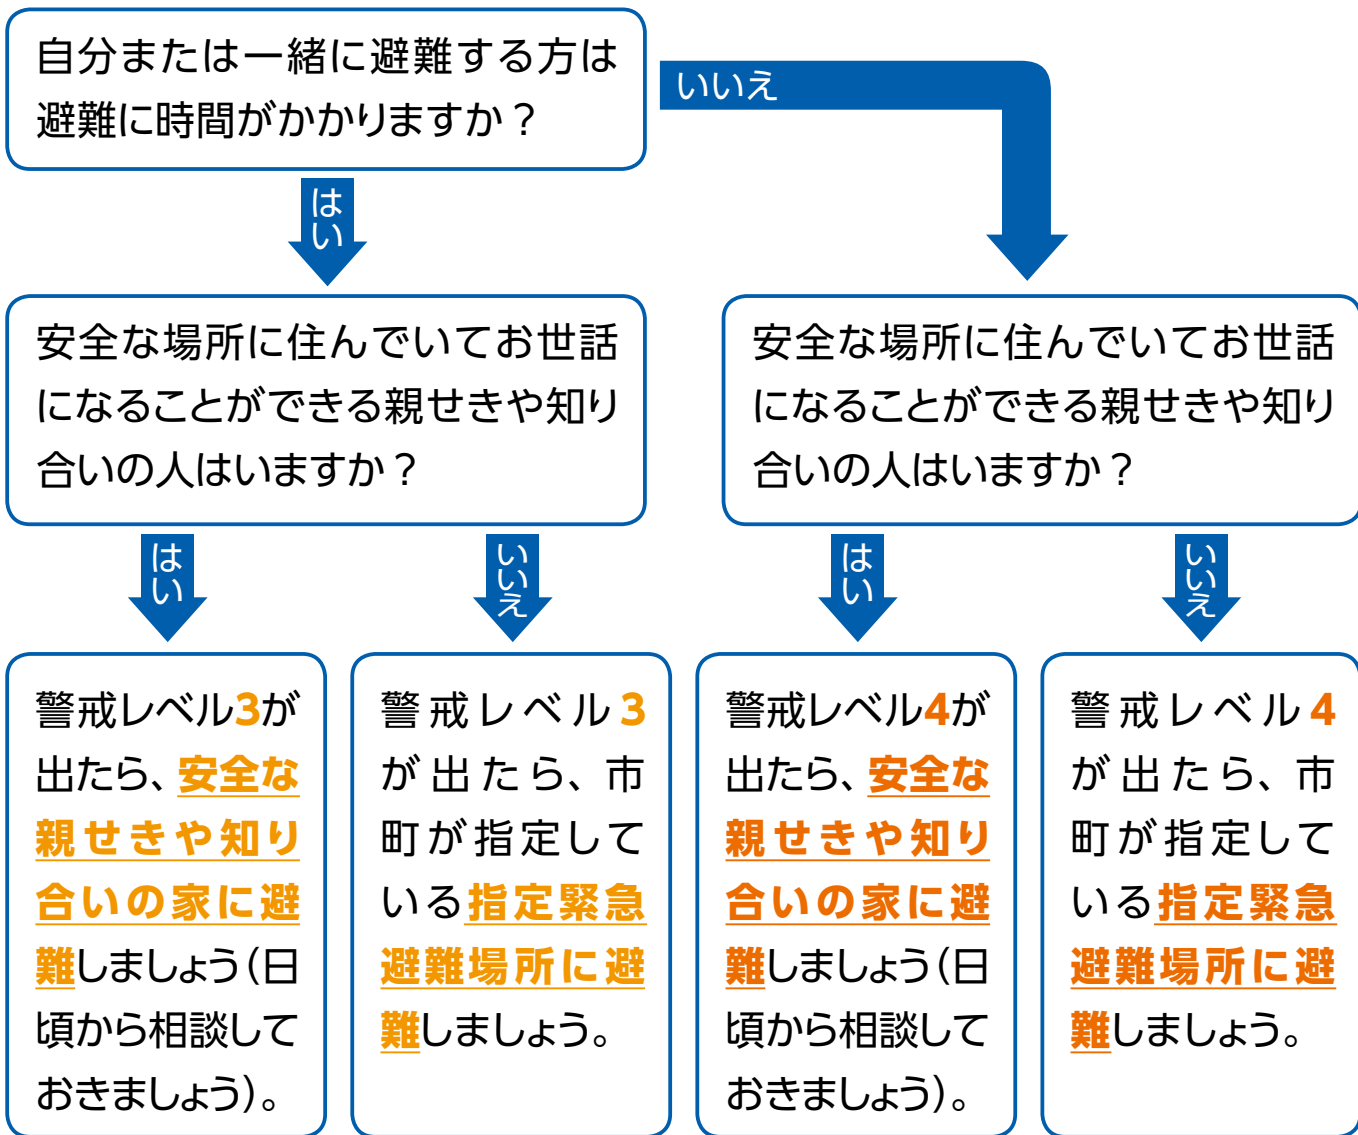 自分または一緒に避難する方は
避難に時間がかかりますか？
いいえ
はい
安全な場所に住んでいてお世話
になることができる親せきや知り
合いの人はいますか？
安全な場所に住んでいてお世話
になることができる親せきや知り
合いの人はいますか？
はい
いいえ
はい
いいえ
警戒レベル3が
出たら、安全な
親せきや知り
合いの家に避
難しましょう（日
頃から相談して
おきましょう）。
警戒レベル3
が出たら、市
町が指定して
いる指定緊急
避難場所に避
難しましょう。
警戒レベル4が
出たら、安全な
親せきや知り
合いの家に避
難しましょう（日
頃から相談して
おきましょう）。
警戒レベル4
が出たら、市
町が指定して
いる指定緊急
避難場所に避
難しましょう。